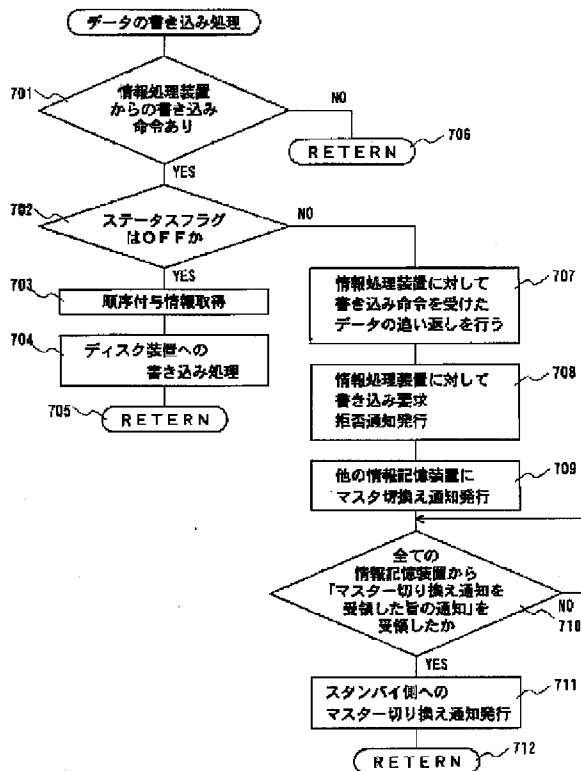 データの書き込み処理
701
情報処理装置
からの書き込み
命令あり
NO
RETERN
706
YES
702
ステータスフラグ
はOFFか
NO
YES
703
順序付与情報取得
704
ディスク装置への
書き込み処理
705
RETERN
情報処理装置に対して
書き込み命令を受けた
データの追い返しを行う
707
情報処理装置に対して
書き込み要求
拒否通知発行
708
他の情報記憶装置に
マスタ切換え通知発行
709
全ての
情報記憶装置から
「マスター切り換え通知を
受領した旨の通知」を
受領したか
NO
710
YES
スタンバイ側への
マスター切り換え通知発行
711
RETERN
712